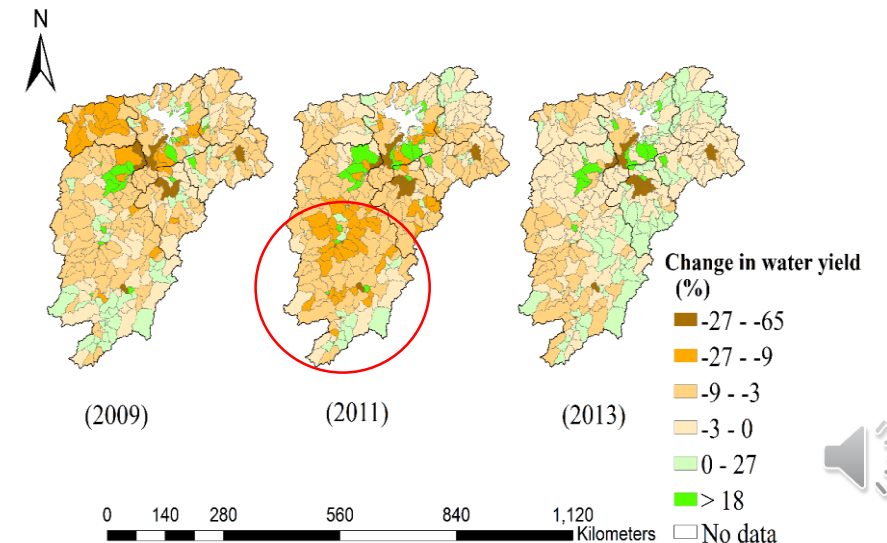 N
(2009)
(2011)
(2013)
Change in water yield
(%)
-27 - -65
-27 - -9
-9 - -3
-3 - 0
0 - 27
> 18
No data
0 140 280 560 840 1,120
Kilometers